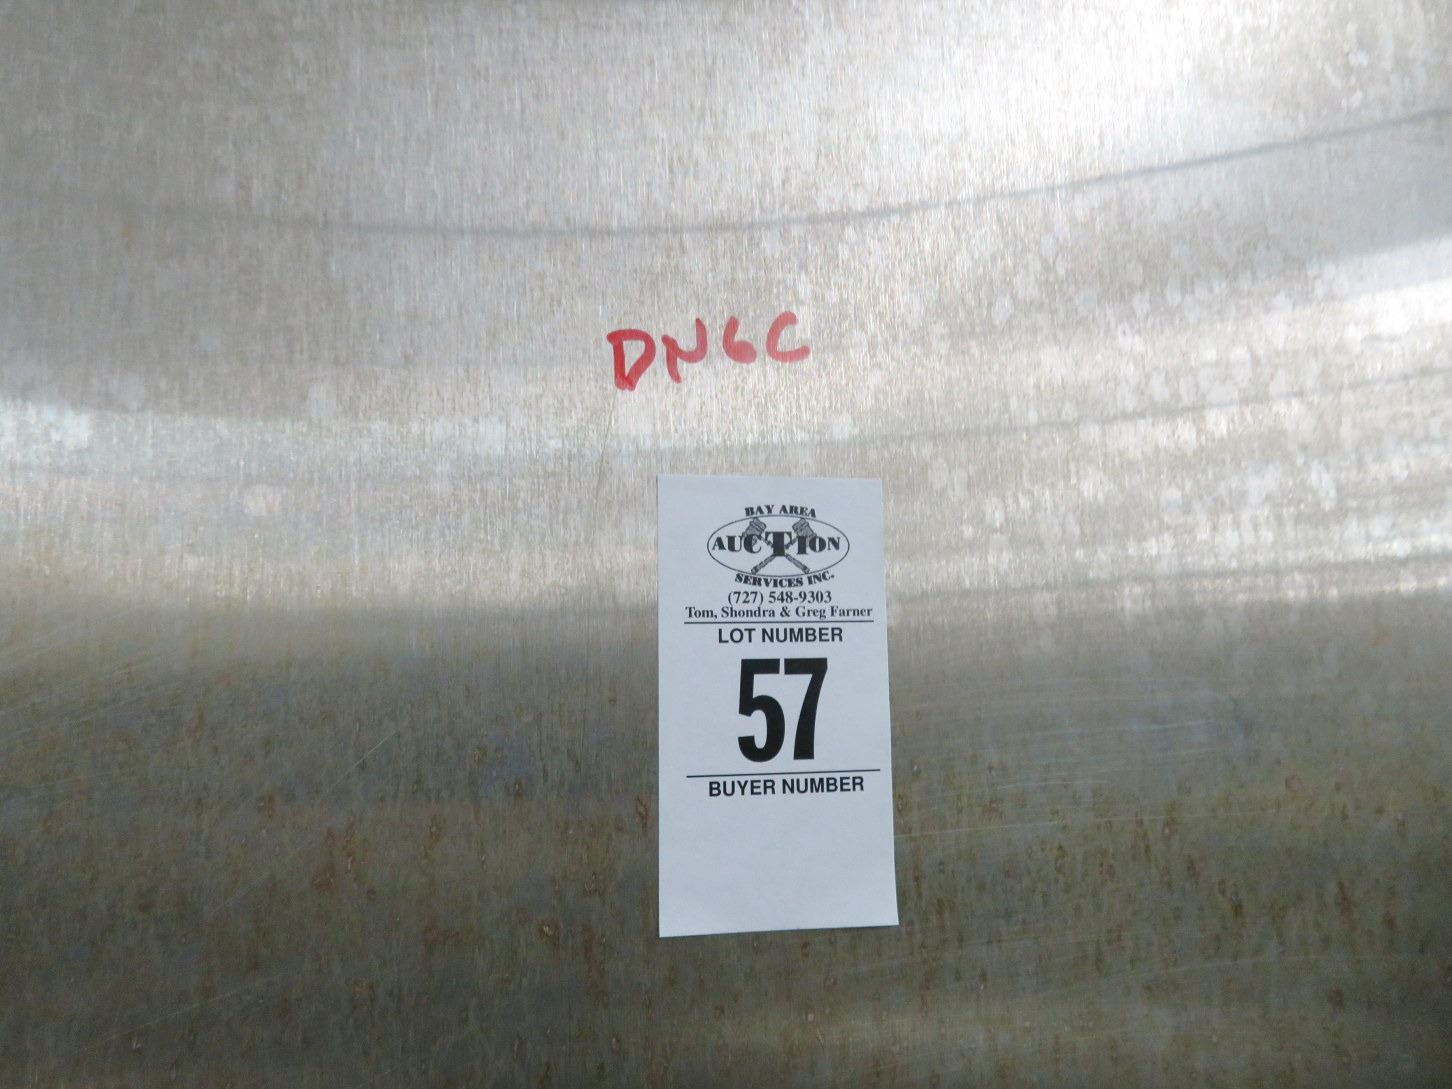 DN6C
BAY AREA
AUCTION
SERVICES INC.
(727) 548-9303
Tom, Shondra & Greg Farner
LOT NUMBER
57
BUYER NUMBER